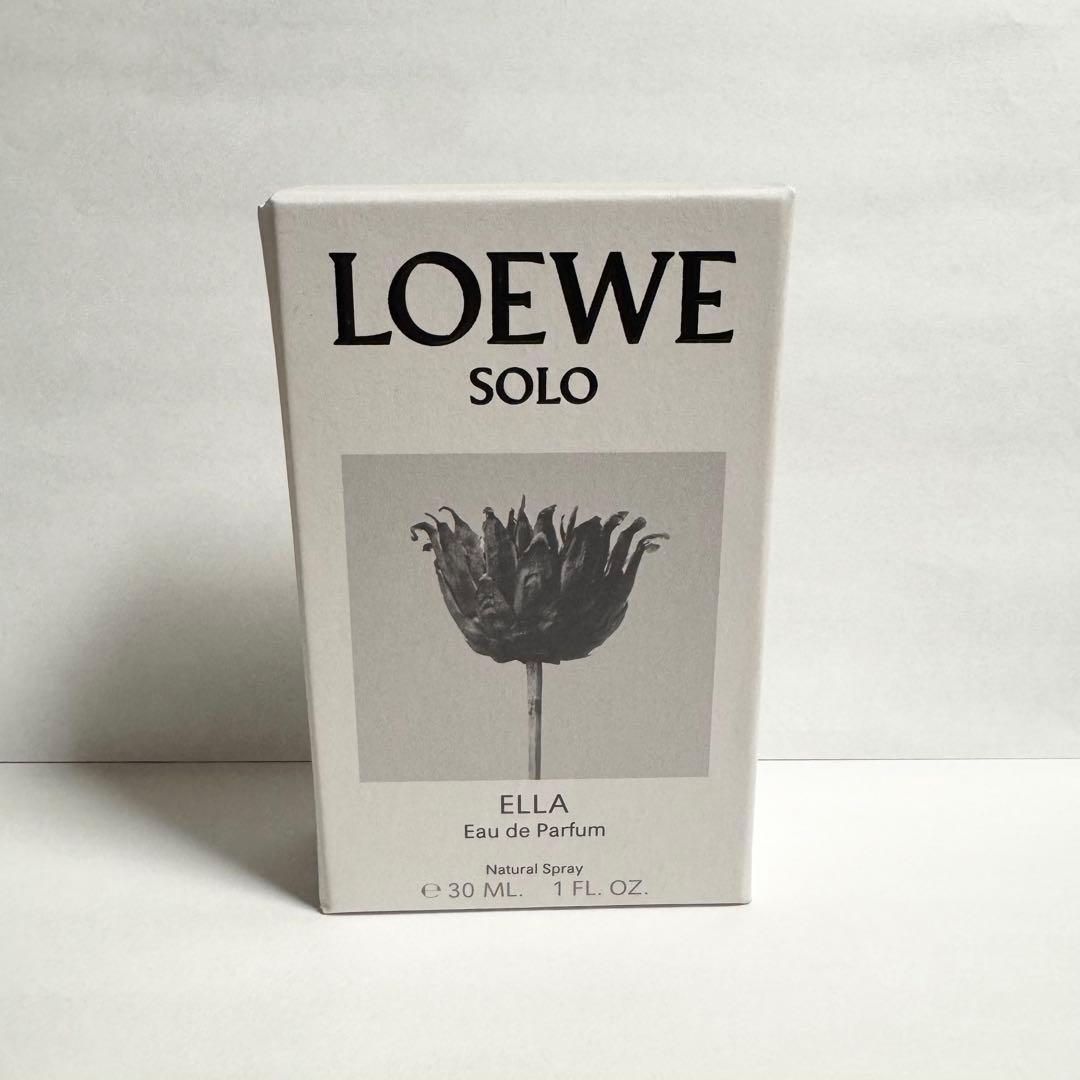 LOEWE
SOLO
ELLA
Eau de Parfum
Natural Spray
℮ 30 ML. 1 FL. OZ.